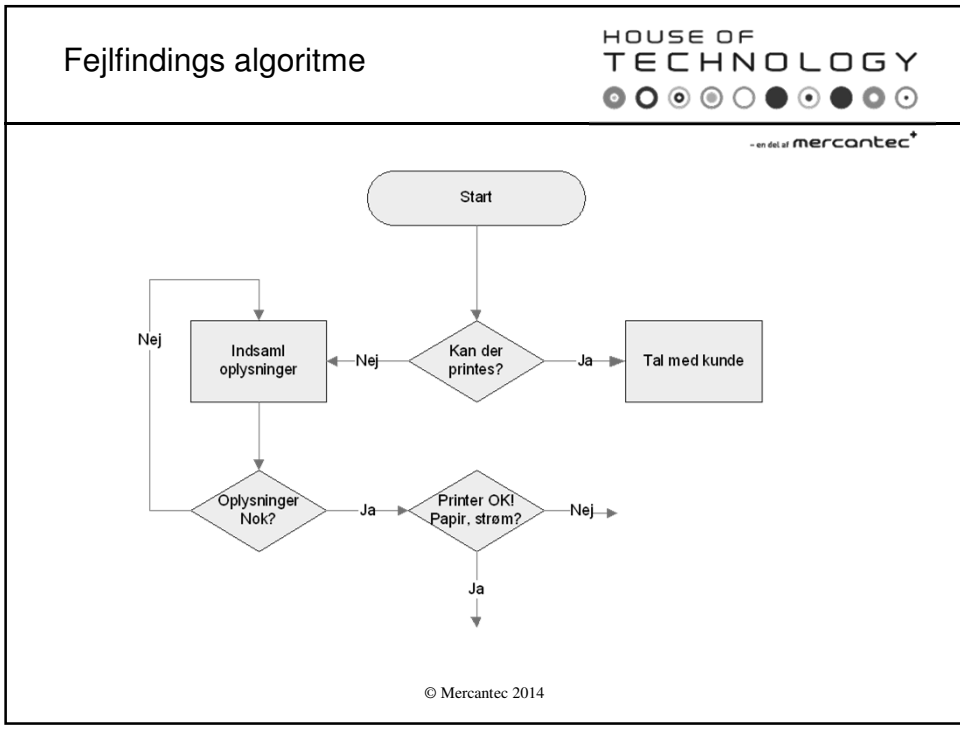 Fejlfindings algoritme
HOUSE OF
TECHNOLOGY
– en del af mercantec+
Start
Nej
Indsaml
oplysninger
Nej
Kan der
printes?
Ja
Tal med kunde
Oplysninger
Nok?
Ja
Printer OK!
Papir, strøm?
Nej
Ja
© Mercantec 2014